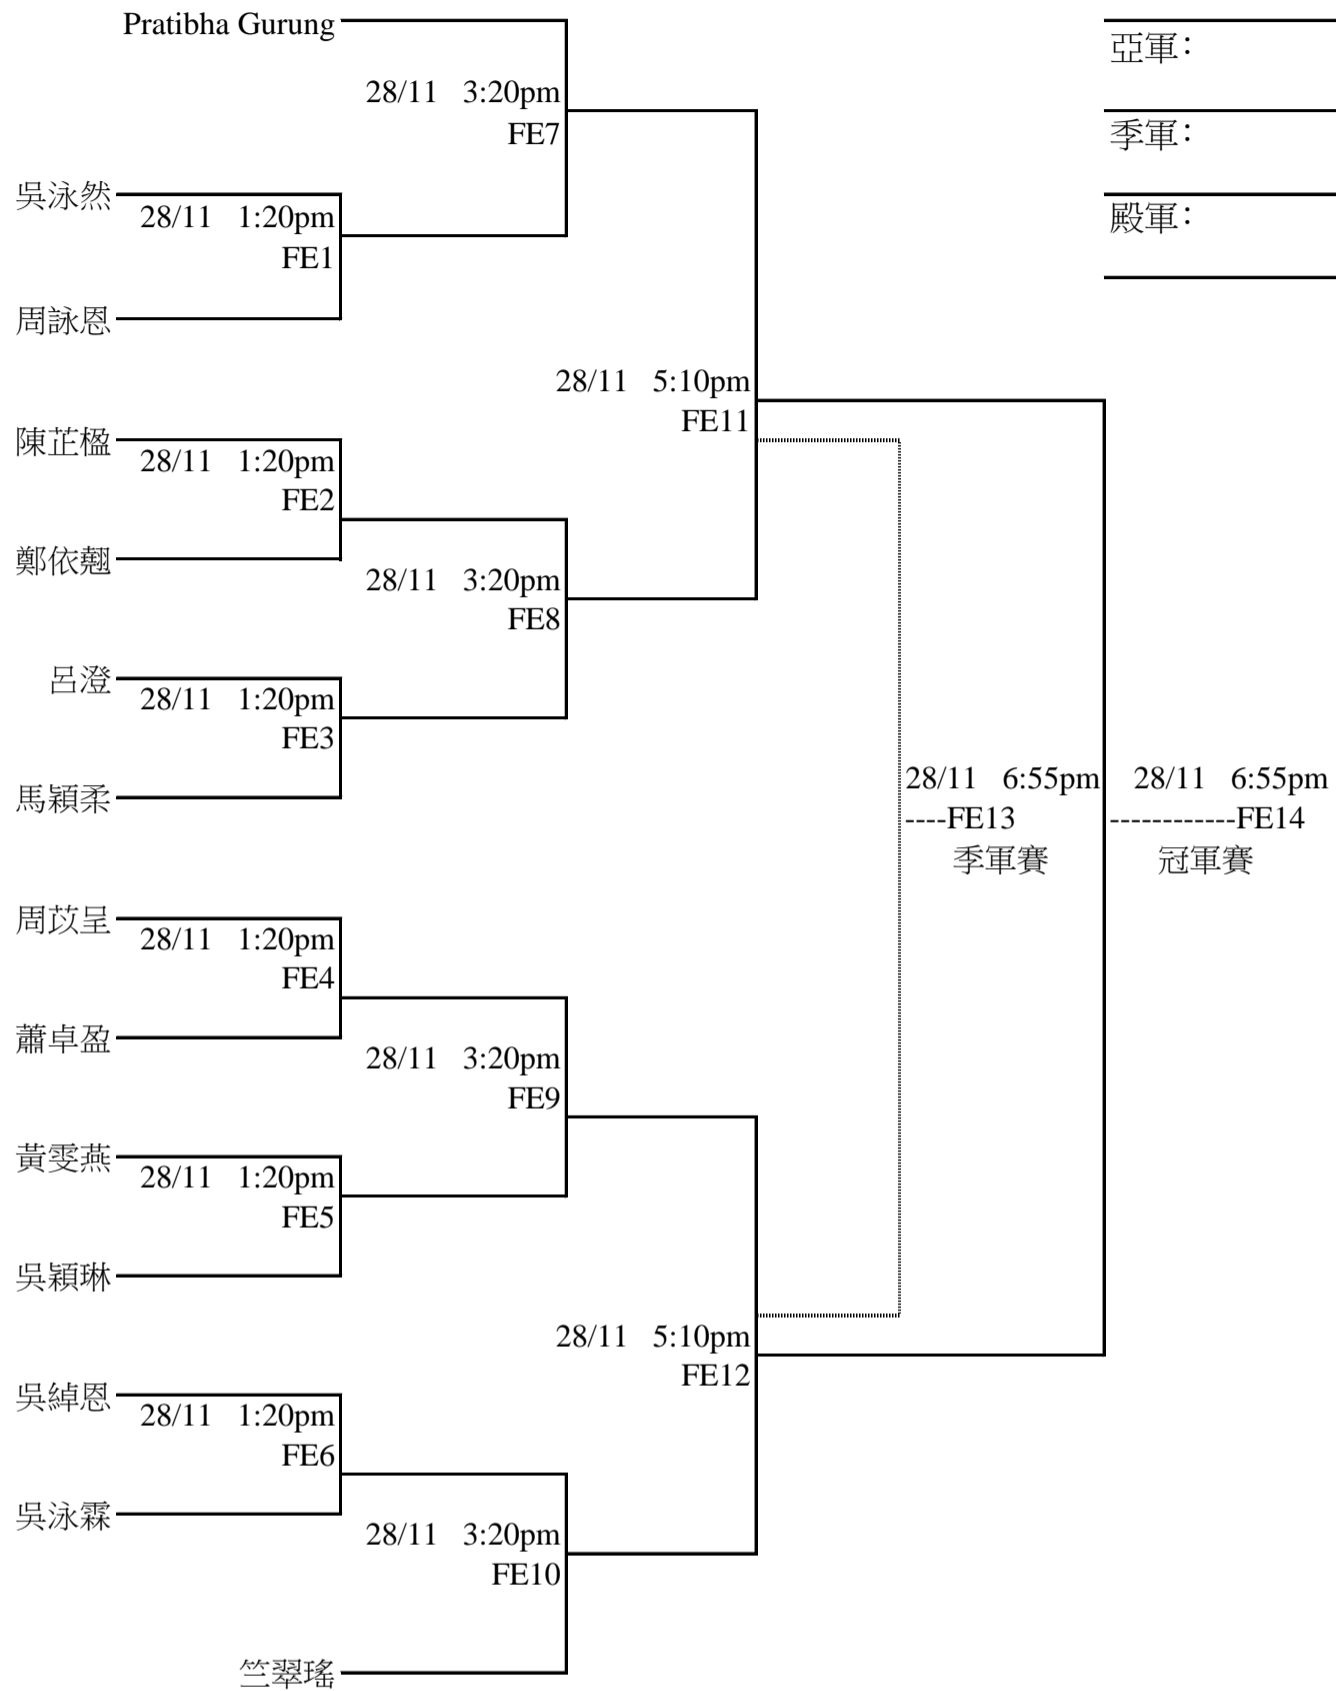 Pratibha Gurung
亞軍：
28/11 3:20pm
FE7
季軍：
吳泳然
28/11 1:20pm
FE1
殿軍：
周詠恩
28/11 5:10pm
FE11
陳芷楹
28/11 1:20pm
FE2
鄭依翹
28/11 3:20pm
FE8
呂澄
28/11 1:20pm
FE3
馬穎柔
28/11 6:55pm
----FE13
季軍賽
28/11 6:55pm
------------FE14
冠軍賽
周苡呈
28/11 1:20pm
FE4
蕭卓盈
28/11 3:20pm
FE9
黃雯燕
28/11 1:20pm
FE5
吳穎琳
28/11 5:10pm
FE12
吳綽恩
28/11 1:20pm
FE6
吳泳霖
28/11 3:20pm
FE10
竺翠瑤